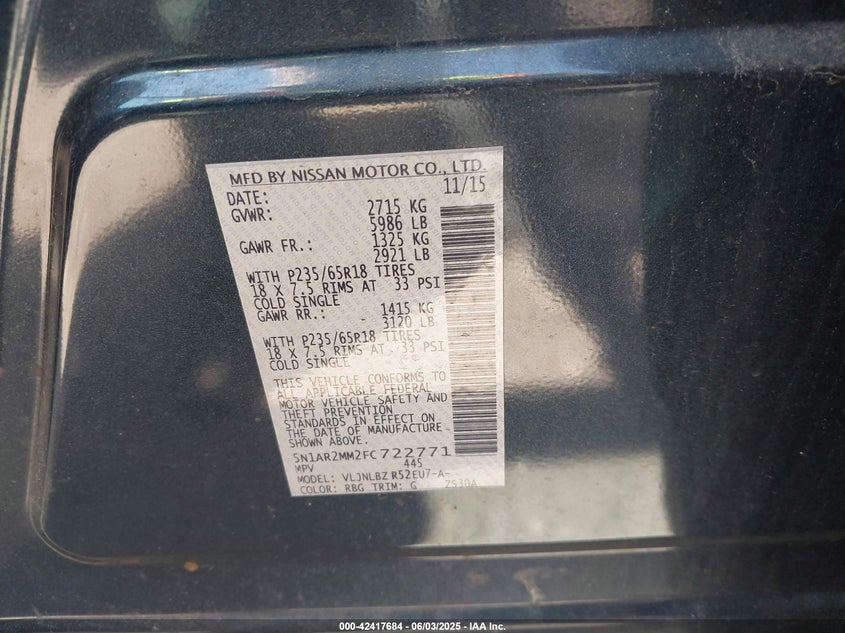 MFD BY NISSAN MOTOR CO., LTD.
DATE: 11/15
GVWR: 2715 KG
5986 LB
GAWR FR.: 1325 KG
2921 LB
WITH P235/65R18 TIRES
18 X 7.5 RIMS AT 33 PSI
COLD SINGLE
GAWR RR.: 1415 KG
3120 LB
WITH P235/65R18 TIRES
18 X 7.5 RIMS AT 33 PSI
COLD SINGLE
THIS VEHICLE CONFORMS TO
ALL APPLICABLE FEDERAL
MOTOR VEHICLE SAFETY AND
THEFT PREVENTION
STANDARDS IN EFFECT ON
THE DATE OF MANUFACTURE
SHOWN ABOVE.
5N1AR2MM2FC722771
MPV 445
MODEL: VLJNLBZ R52EU7-A-
COLOR: RBG TRIM: G
000-42417684 - 06/03/2025 - IAA Inc.